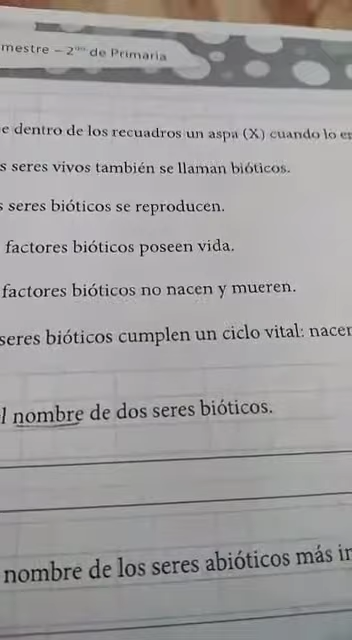 mestre - 2do de Primaria
e dentro de los recuadros un aspa (X) cuando lo
s seres vivos también se llaman bióticos.
s seres bióticos se reproducen.
factores bióticos poseen vida.
factores bióticos no nacen y mueren.
seres bióticos cumplen un ciclo vital: nacen
l nombre de dos seres bióticos.
nombre de los seres abióticos más